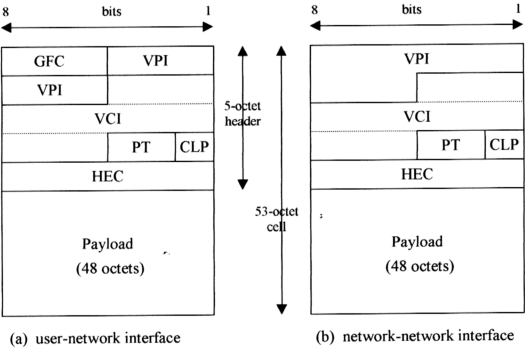 8 bits 1
GFC VPI
VPI
VCI
PT CLP
HEC
Payload
(48 octets)
(a) user-network interface
5-octet
header
53-octet
cell
8 bits 1
VPI
VCI
PT CLP
HEC
Payload
(48 octets)
(b) network-network interface